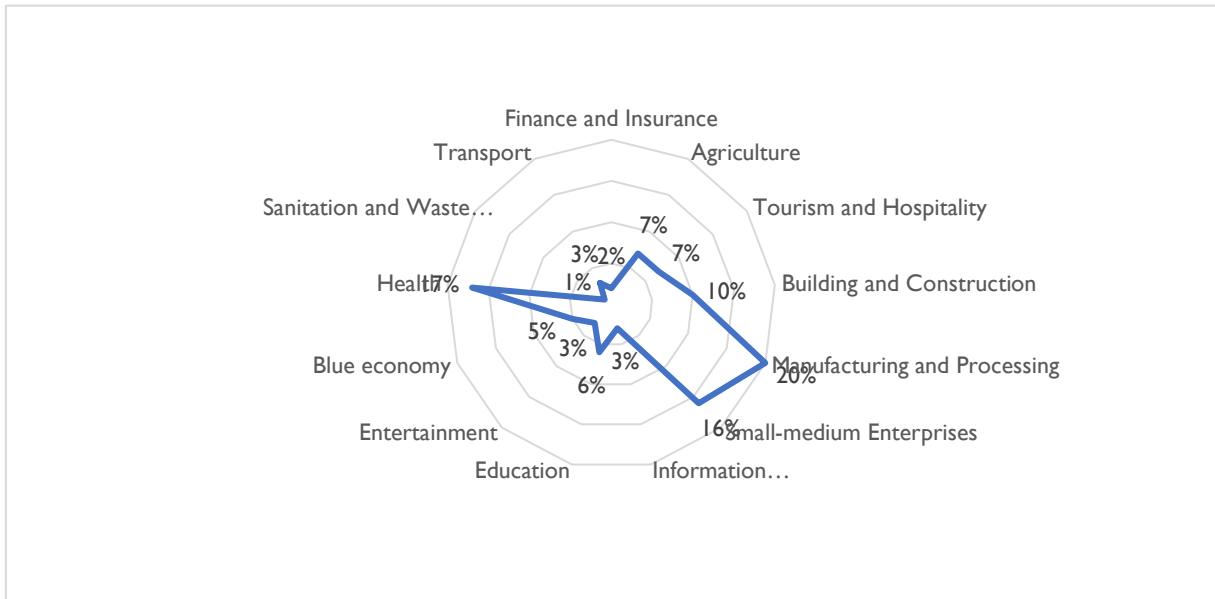 Finance and Insurance
Transport
Agriculture
Sanitation and Waste…
Tourism and Hospitality
7%
3%
2%
7%
Health
17%
1%
10%
Building and Construction
5%
3%
3%
Blue economy
Manufacturing and Processing
20%
6%
16%
Entertainment
Small-medium Enterprises
Education
Information…